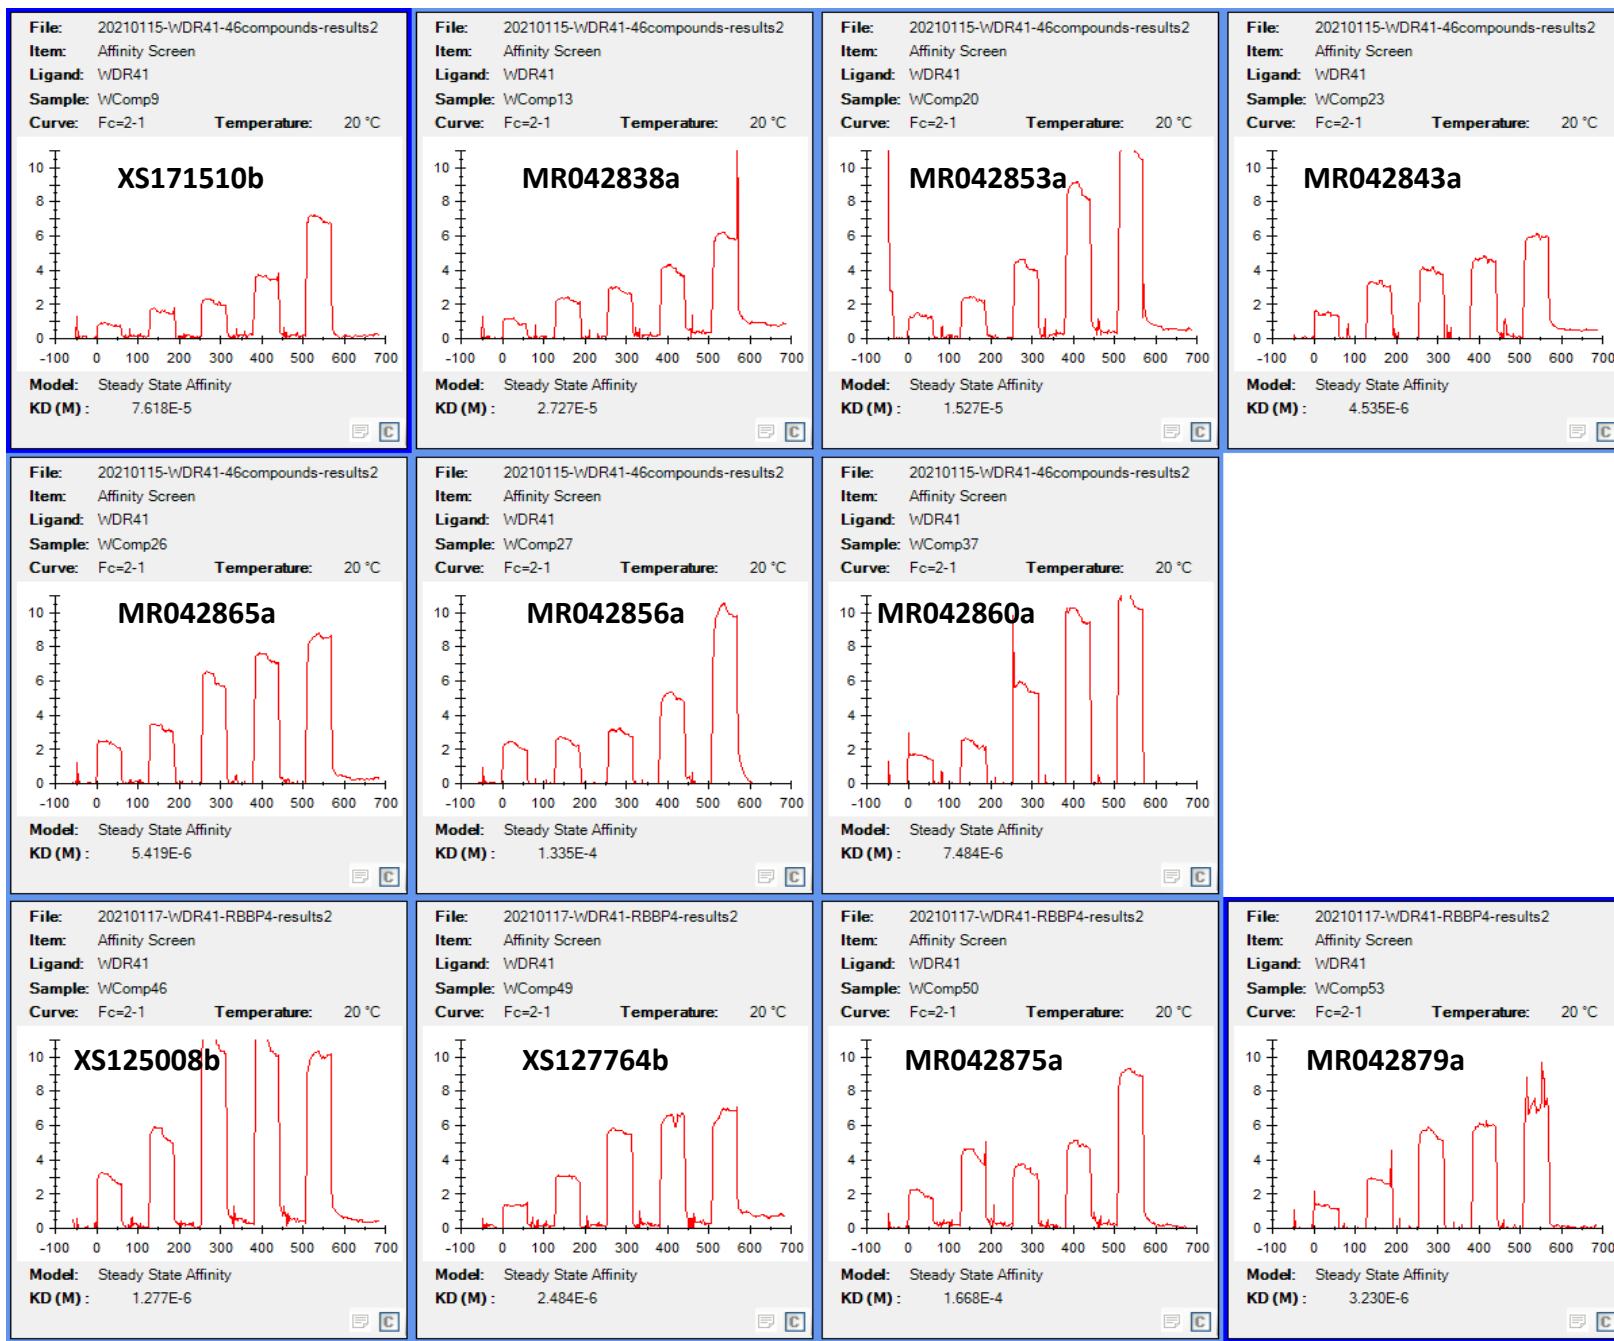 File: 20210115-WDR41-46compounds-results2
Item: Affinity Screen
Ligand: WDR41
Sample: WComp9
Curve: Fc=2-1 Temperature: 20 °C
XS171510b
10
8
6
4
2
0
-100 0 100 200 300 400 500 600 700
Model: Steady State Affinity
KD (M) : 7.618E-5
C
File: 20210115-WDR41-46compounds-results2
Item: Affinity Screen
Ligand: WDR41
Sample: WComp13
Curve: Fc=2-1 Temperature: 20 °C
MR042838a
10
8
6
4
2
0
-100 0 100 200 300 400 500 600 700
Model: Steady State Affinity
KD (M) : 2.727E-5
C
File: 20210115-WDR41-46compounds-results2
Item: Affinity Screen
Ligand: WDR41
Sample: WComp20
Curve: Fc=2-1 Temperature: 20 °C
MR042853a
10
8
6
4
2
0
-100 0 100 200 300 400 500 600 700
Model: Steady State Affinity
KD (M) : 1.527E-5
C
File: 20210115-WDR41-46compounds-results2
Item: Affinity Screen
Ligand: WDR41
Sample: WComp23
Curve: Fc=2-1 Temperature: 20 °C
MR042843a
10
8
6
4
2
0
-100 0 100 200 300 400 500 600 700
Model: Steady State Affinity
KD (M) : 4.535E-6
C
File: 20210115-WDR41-46compounds-results2
Item: Affinity Screen
Ligand: WDR41
Sample: WComp26
Curve: Fc=2-1 Temperature: 20 °C
MR042865a
10
8
6
4
2
0
-100 0 100 200 300 400 500 600 700
Model: Steady State Affinity
KD (M) : 5.419E-6
C
File: 20210115-WDR41-46compounds-results2
Item: Affinity Screen
Ligand: WDR41
Sample: WComp27
Curve: Fc=2-1 Temperature: 20 °C
MR042856a
10
8
6
4
2
0
-100 0 100 200 300 400 500 600 700
Model: Steady State Affinity
KD (M) : 1.335E-4
C
File: 20210115-WDR41-46compounds-results2
Item: Affinity Screen
Ligand: WDR41
Sample: WComp37
Curve: Fc=2-1 Temperature: 20 °C
MR042860a
10
8
6
4
2
0
-100 0 100 200 300 400 500 600 700
Model: Steady State Affinity
KD (M) : 7.484E-6
C
File: 20210117-WDR41-RBBP4-results2
Item: Affinity Screen
Ligand: WDR41
Sample: WComp46
Curve: Fc=2-1 Temperature: 20 °C
XS125008b
10
8
6
4
2
0
-100 0 100 200 300 400 500 600 700
Model: Steady State Affinity
KD (M) : 1.277E-6
C
File: 20210117-WDR41-RBBP4-results2
Item: Affinity Screen
Ligand: WDR41
Sample: WComp49
Curve: Fc=2-1 Temperature: 20 °C
XS127764b
10
8
6
4
2
0
-100 0 100 200 300 400 500 600 700
Model: Steady State Affinity
KD (M) : 2.484E-6
C
File: 20210117-WDR41-RBBP4-results2
Item: Affinity Screen
Ligand: WDR41
Sample: WComp50
Curve: Fc=2-1 Temperature: 20 °C
MR042875a
10
8
6
4
2
0
-100 0 100 200 300 400 500 600 700
Model: Steady State Affinity
KD (M) : 1.668E-4
C
File: 20210117-WDR41-RBBP4-results2
Item: Affinity Screen
Ligand: WDR41
Sample: WComp53
Curve: Fc=2-1 Temperature: 20 °C
MR042879a
10
8
6
4
2
0
-100 0 100 200 300 400 500 600 700
Model: Steady State Affinity
KD (M) : 3.230E-6
C